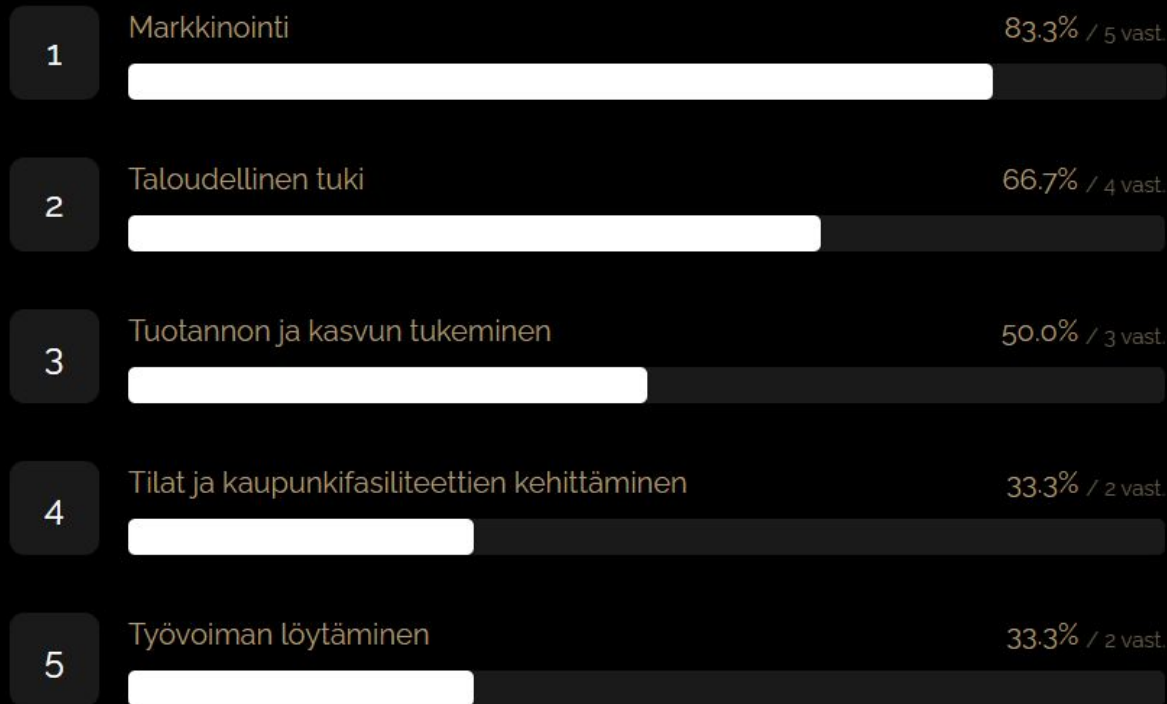 1
Markkinointi 83.3% / 5 vast.
2
Taloudellinen tuki 66.7% / 4 vast.
3
Tuotannon ja kasvun tukeminen 50.0% / 3 vast.
4
Tilat ja kaupunkifasiliteettien kehittäminen 33.3% / 2 vast.
5
Työvoiman löytäminen 33.3% / 2 vast.